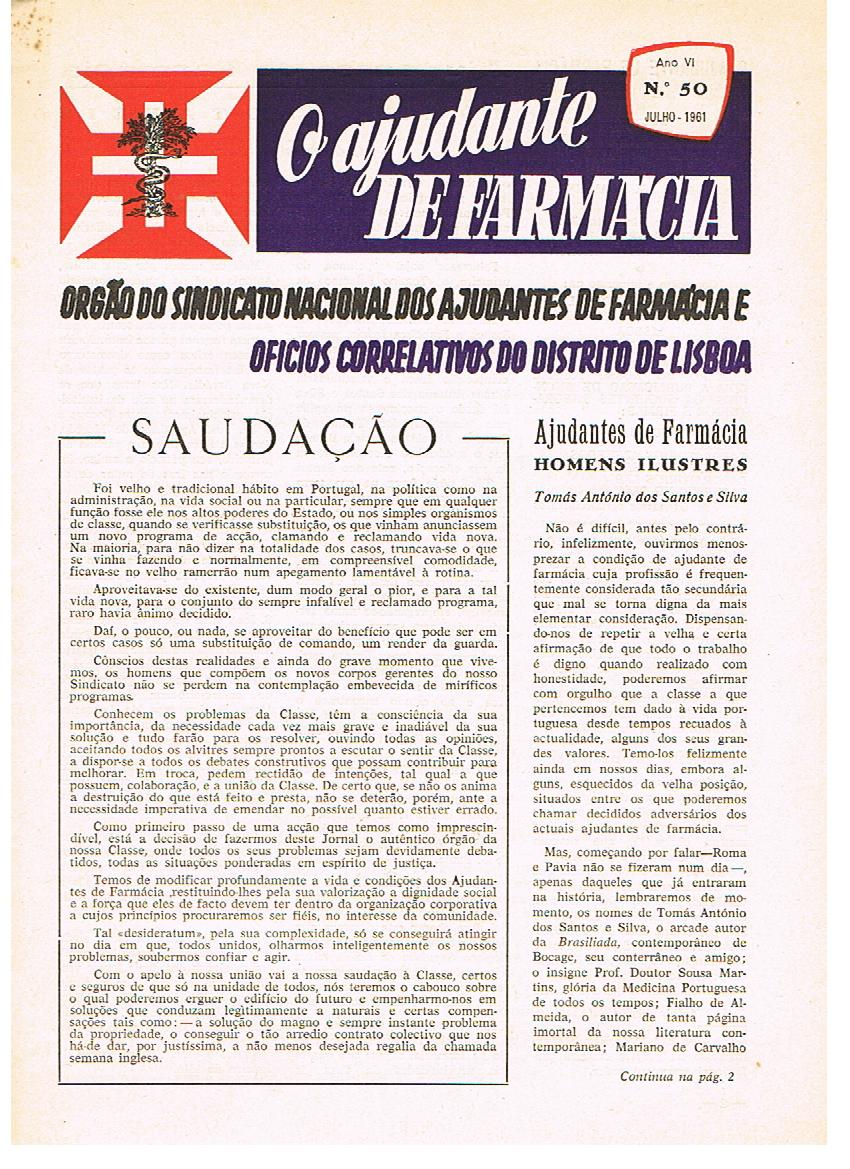 Ano VI
N.º 50
JULHO - 1961
O ajudante
DE FARMÁCIA
ORGÃO DO SINDICATO NACIONAL DOS AJUDANTES DE FARMÁCIA E
OFICIOS CORRELATIVOS DO DISTRITO DE LISBOA
SAUDAÇÃO
Foi velho e tradicional hábito em Portugal, na política como na
administração, na vida social ou na particular, sempre que em qualquer
função fosse ele nos altos poderes do Estado, ou nos simples organismos
de classe, quando se verificasse substituição, os que vinham anunciassem
um novo programa de acção, clamando e reclamando vida nova.
Na maioria, para não dizer na totalidade dos casos, truncava-se o que
se vinha fazendo e normalmente, em compreensível comodidade,
ficava-se no velho ramerrão num apegamento lamentável à rotina.
Aproveitava-se do existente, dum modo geral o pior, e para a tal
vida nova, para o conjunto do sempre infalível e reclamado programa,
raro havia ânimo decidido.
Daí, o pouco, ou nada, se aproveitar do benefício que pode ser em
certos casos só uma substituição de comando, um render da guarda.
Cônscios destas realidades e ainda do grave momento que vive-
mos, os homens que compõem os novos corpos gerentes do nosso
Sindicato não se perdem na contemplação embevecida de miríficos
programas.
Conhecem os problemas da Classe, têm a consciência da sua
importância, da necessidade cada vez mais grave e inadiável da sua
solução e tudo farão para os resolver, ouvindo todas as opiniões,
aceitando todos os alvitres sempre prontos a escutar o sentir da Classe,
a dispor-se a todos os debates construtivos que possam contribuir para
melhorar. Em troca, pedem rectidão de intenções, tal qual a que
possuem, colaboração, e a união da Classe. De certo que, se não os anima
a destruição do que está feito e presta, não se deterão, porém, ante a
necessidade imperativa de emendar no possível quanto estiver errado.
Como primeiro passo de uma acção que temos como imprescin-
dível, está a decisão de fazermos deste Jornal o autêntico órgão da
nossa Classe, onde todos os seus problemas sejam devidamente deba-
tidos, todas as situações ponderadas em espírito de justiça.
Temos de modificar profundamente a vida e condições dos Ajudan-
tes de Farmácia ,restituindo-lhes pela sua valorização a dignidade social
e a força que eles de facto devem ter dentro da organização corporativa
a cujos princípios procuraremos ser fiéis, no interesse da comunidade.
Tal «desideratum», pela sua complexidade, só se conseguirá atingir
no dia em que, todos unidos, olharmos inteligentemente os nossos
problemas, soubermos confiar e agir.
Com o apelo à nossa união vai a nossa saudação à Classe, certos
e seguros de que só na unidade de todos, nós teremos o cabouco sobre
o qual poderemos erguer o edifício do futuro e empenharmo-nos em
soluções que conduzam legitimamente a naturais e certas compen-
sações tais como: — a solução do magno e sempre instante problema
da propriedade, o conseguir o tão arredio contrato colectivo que nos
há-de dar, por justíssima, a não menos desejada regalia da chamada
semana inglesa.
Ajudantes de Farmácia
HOMENS ILUSTRES
Tomás António dos Santos e Silva
Não é difícil, antes pelo contrá-
rio, infelizmente, ouvirmos menos-
prezar a condição de ajudante de
farmácia cuja profissão é frequen-
temente considerada tão secundária
que mal se torna digna da mais
elementar consideração. Dispensan-
do-nos de repetir a velha e certa
afirmação de que todo o trabalho
é digno quando realizado com
honestidade, poderemos afirmar
com orgulho que a classe a que
pertencemos tem dado à vida por-
tuguesa desde tempos recuados à
actualidade, alguns dos seus gran-
des valores. Temo-los felizmente
ainda em nossos dias, embora al-
guns, esquecidos da velha posição,
situados entre os que poderemos
chamar decididos adversários dos
actuais ajudantes de farmácia.
Mas, começando por falar—Roma
e Pavia não se fizeram num dia —,
apenas daqueles que já entraram
na história, lembraremos de mo-
mento, os nomes de Tomás António
dos Santos e Silva, o arcade autor
da Brasiliada, contemporâneo de
Bocage, seu conterrâneo e amigo;
o insigne Prof. Doutor Sousa Mar-
tins, glória da Medicina Portuguesa
de todos os tempos; Fialho de Al-
meida, o autor de tanta página
imortal da nossa literatura con-
temporânea; Mariano de Carvalho
Continua na pág. 2